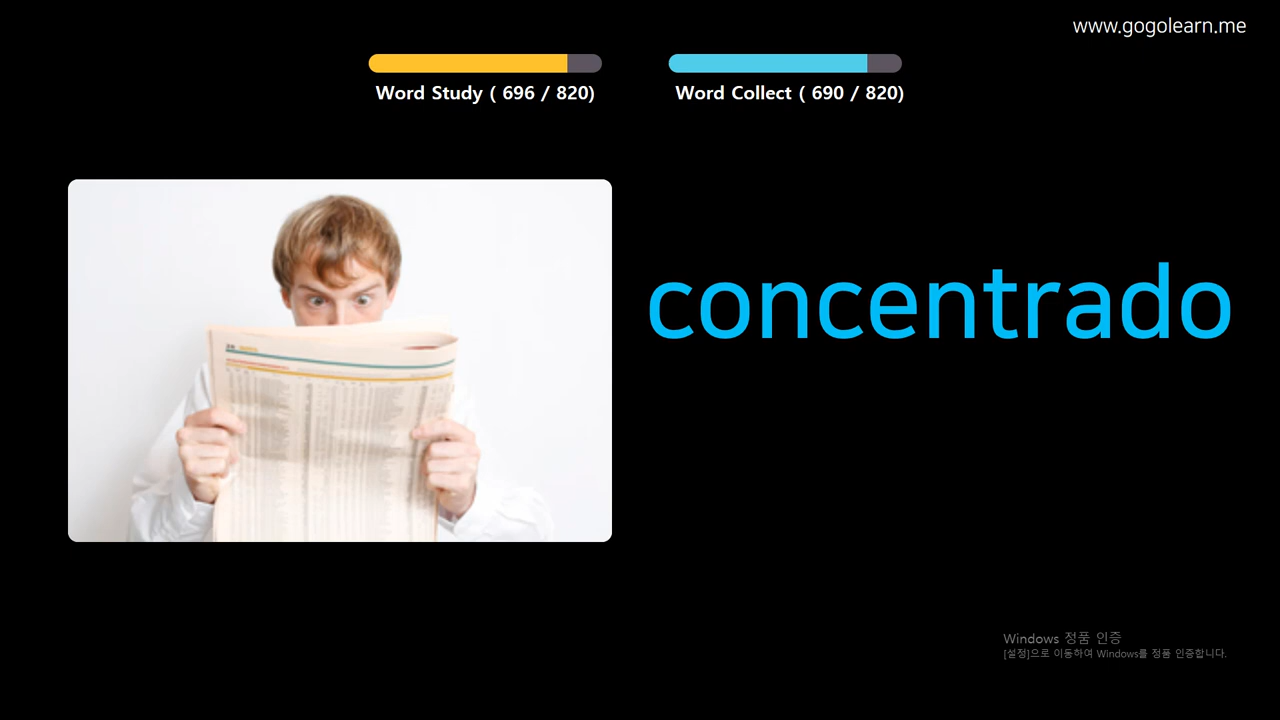 www.gogolearn.me
Word Study ( 696 / 820)
Word Collect ( 690 / 820)
concentrado
Windows 정품 인증
[설정]으로 이동하여 Windows를 정품 인증합니다.